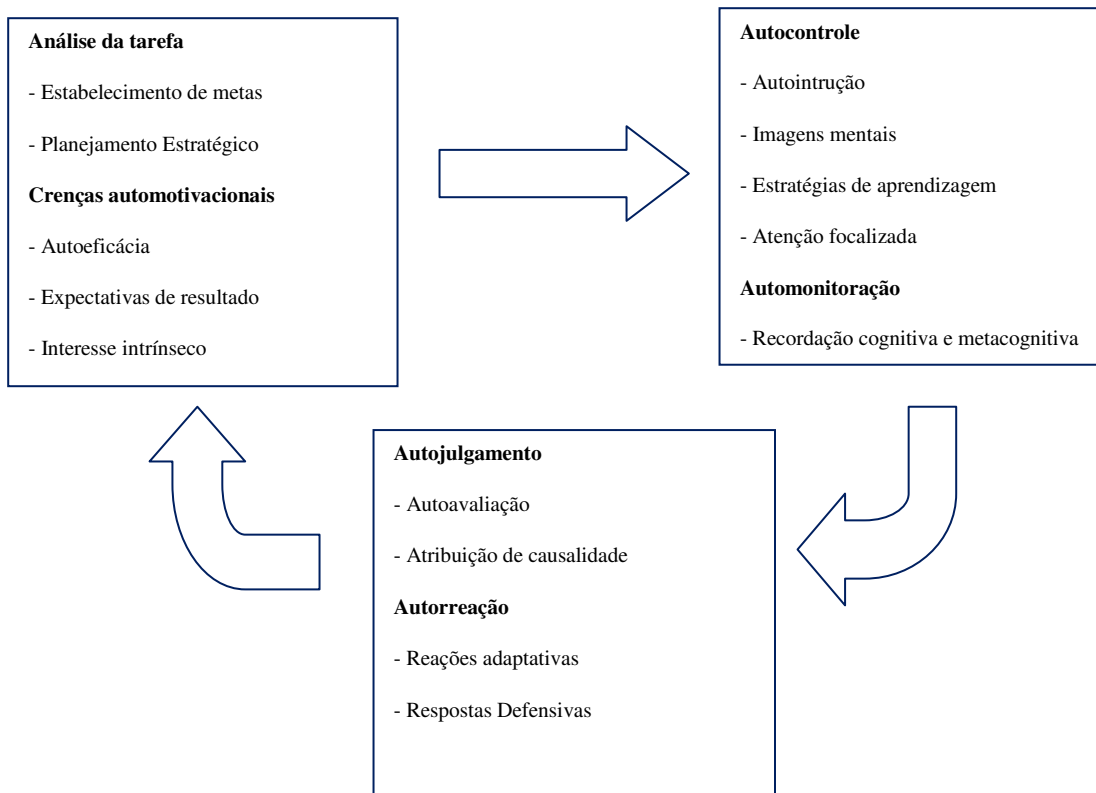 Análise da tarefa
- Estabelecimento de metas
- Planejamento Estratégico
Crenças automotivacionais
- Autoeficácia
- Expectativas de resultado
- Interesse intrínseco
Autocontrole
- Autointrução
- Imagens mentais
- Estratégias de aprendizagem
- Atenção focalizada
Automonitoração
- Recordação cognitiva e metacognitiva
Autojulgamento
- Autoavaliação
- Atribuição de causalidade
Autorreação
- Reações adaptativas
- Respostas Defensivas